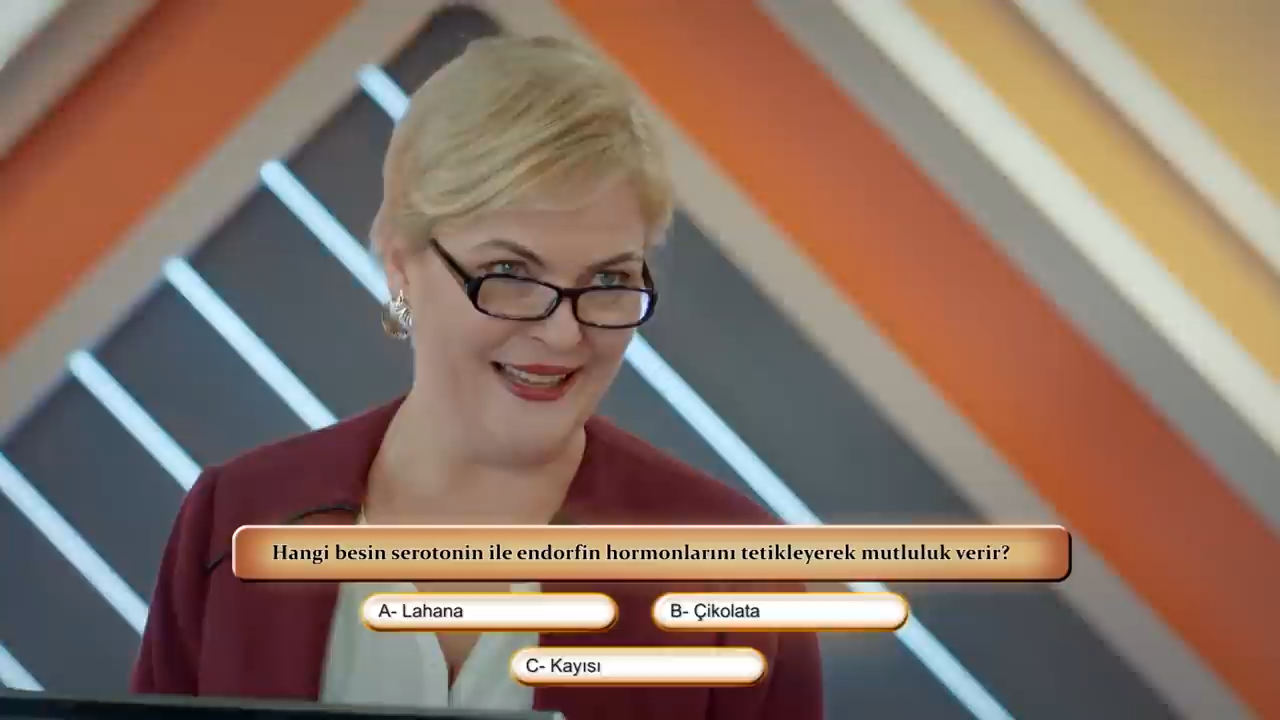 Hangi besin serotonin ile endorfin hormonlarını tetikleyerek mutluluk verir?
A- Lahana
B- Çikolata
C- Kayısı